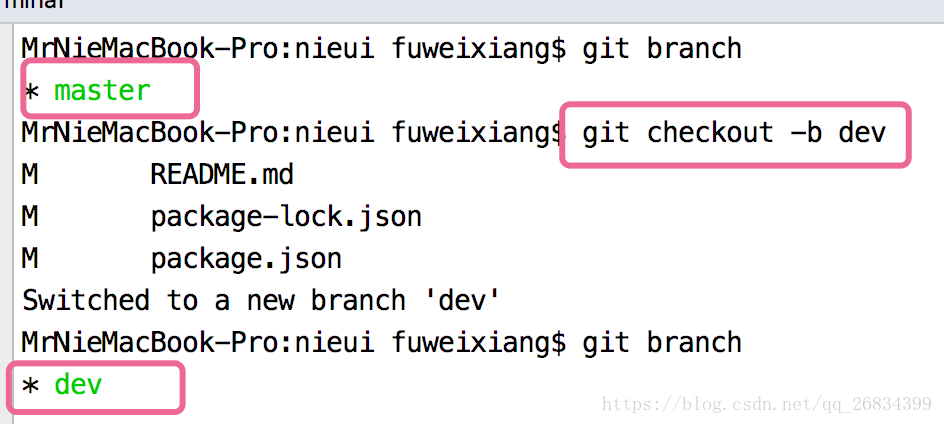 MrNieMacBook-Pro:nieui fuweixiang$ git branch
* master
MrNieMacBook-Pro:nieui fuweixiang$ git checkout -b dev
M       README.md
M       package-lock.json
M       package.json
Switched to a new branch 'dev'
MrNieMacBook-Pro:nieui fuweixiang$ git branch
* dev
https://blog.csdn.net/qq_26834399